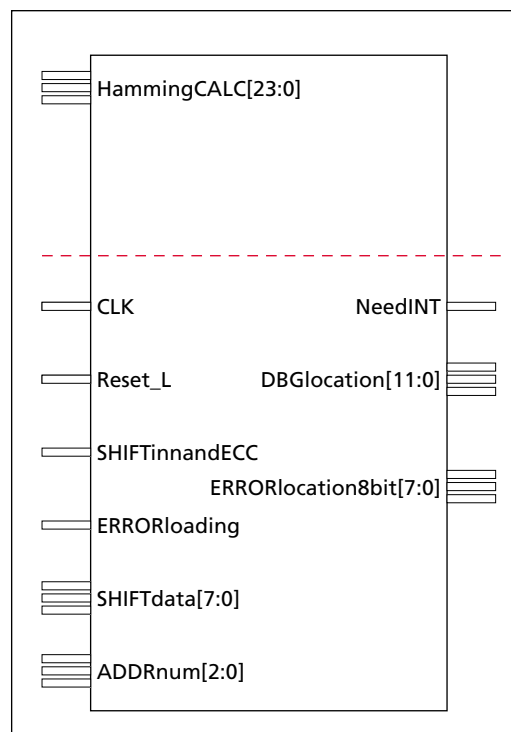 HammingCALC[23:0]
CLK
NeedINT
Reset_L
DBGlocation[11:0]
SHIFTinnandECC
ERRORlocation8bit[7:0]
ERRORloading
SHIFTdata[7:0]
ADDRnum[2:0]